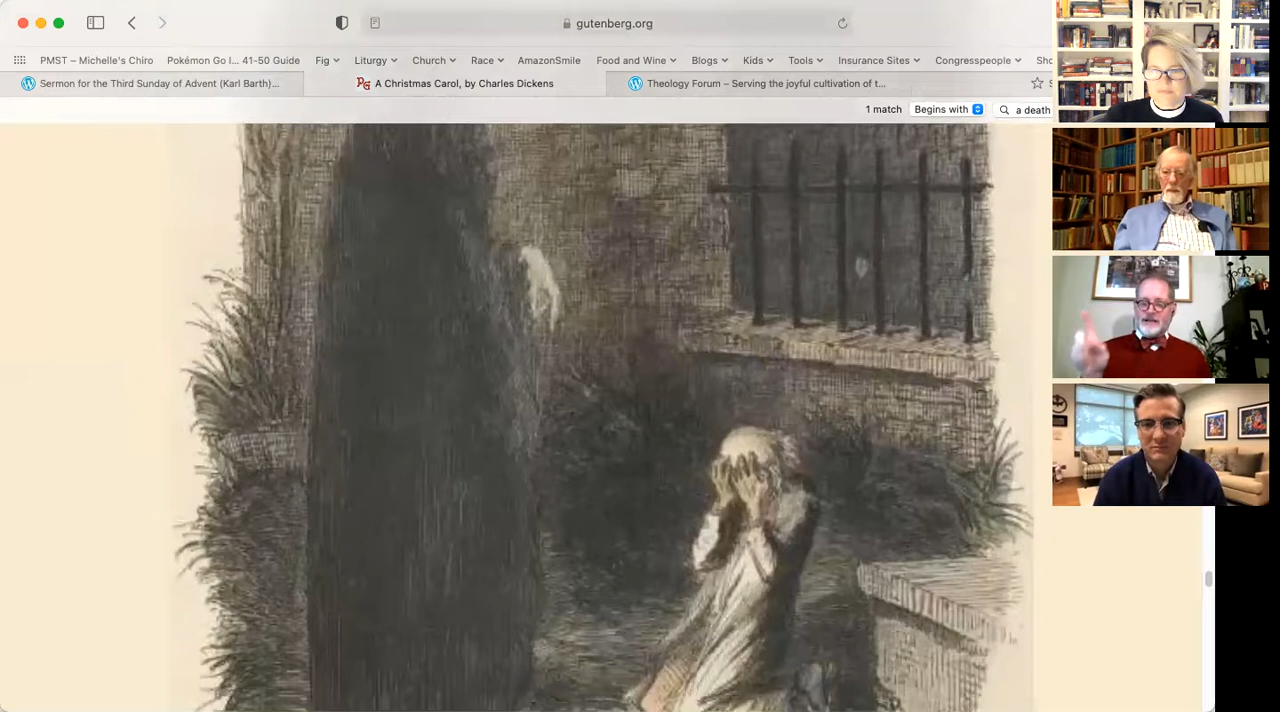 gutenberg.org
PMST – Michelle's Chiro Pokémon Go l... 41-50 Guide Fig Liturgy Church Race AmazonSmile Food and Wine Blogs Kids Tools Insurance Sites Congresspeople Sho
Sermon for the Third Sunday of Advent (Karl Barth)... A Christmas Carol, by Charles Dickens Theology Forum – Serving the joyful cultivation of t...
1 match Begins with a death